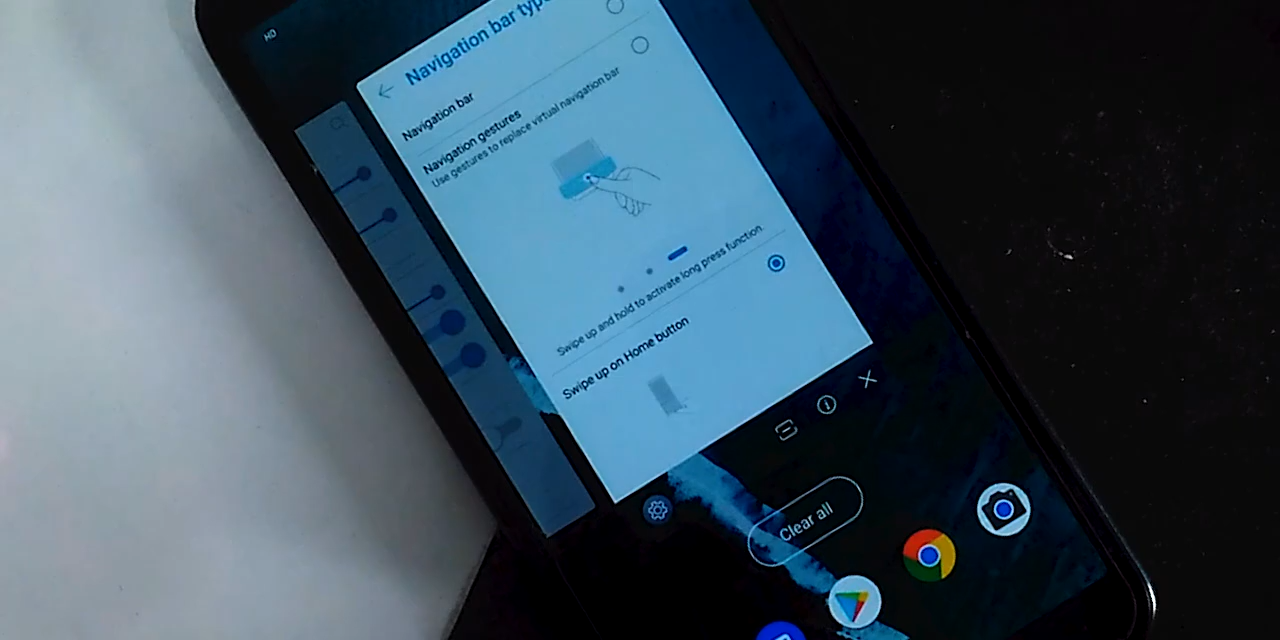 HD
Navigation bar type
Navigation bar
Navigation gestures
Use gestures to replace virtual navigation bar
Swipe up and hold to activate long press function.
Swipe up on Home button
Clear all